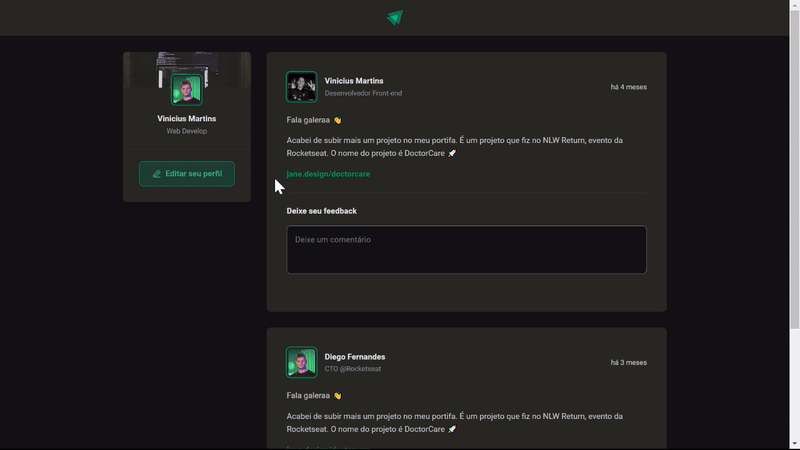 Vinicius Martins
Web Develop
Editar seu perfil
Vinicius Martins
Desenvolvedor Front-end
há 4 meses
Fala galeraa 👋
Acabei de subir mais um projeto no meu portifa. É um projeto que fiz no NLW Return, evento da
Rocketseat. O nome do projeto é DoctorCare 🚀
jane.design/doctorcare
Deixe seu feedback
Deixe um comentário
Diego Fernandes
CTO @Rocketseat
há 3 meses
Fala galeraa 👋
Acabei de subir mais um projeto no meu portifa. É um projeto que fiz no NLW Return, evento da
Rocketseat. O nome do projeto é DoctorCare 🚀